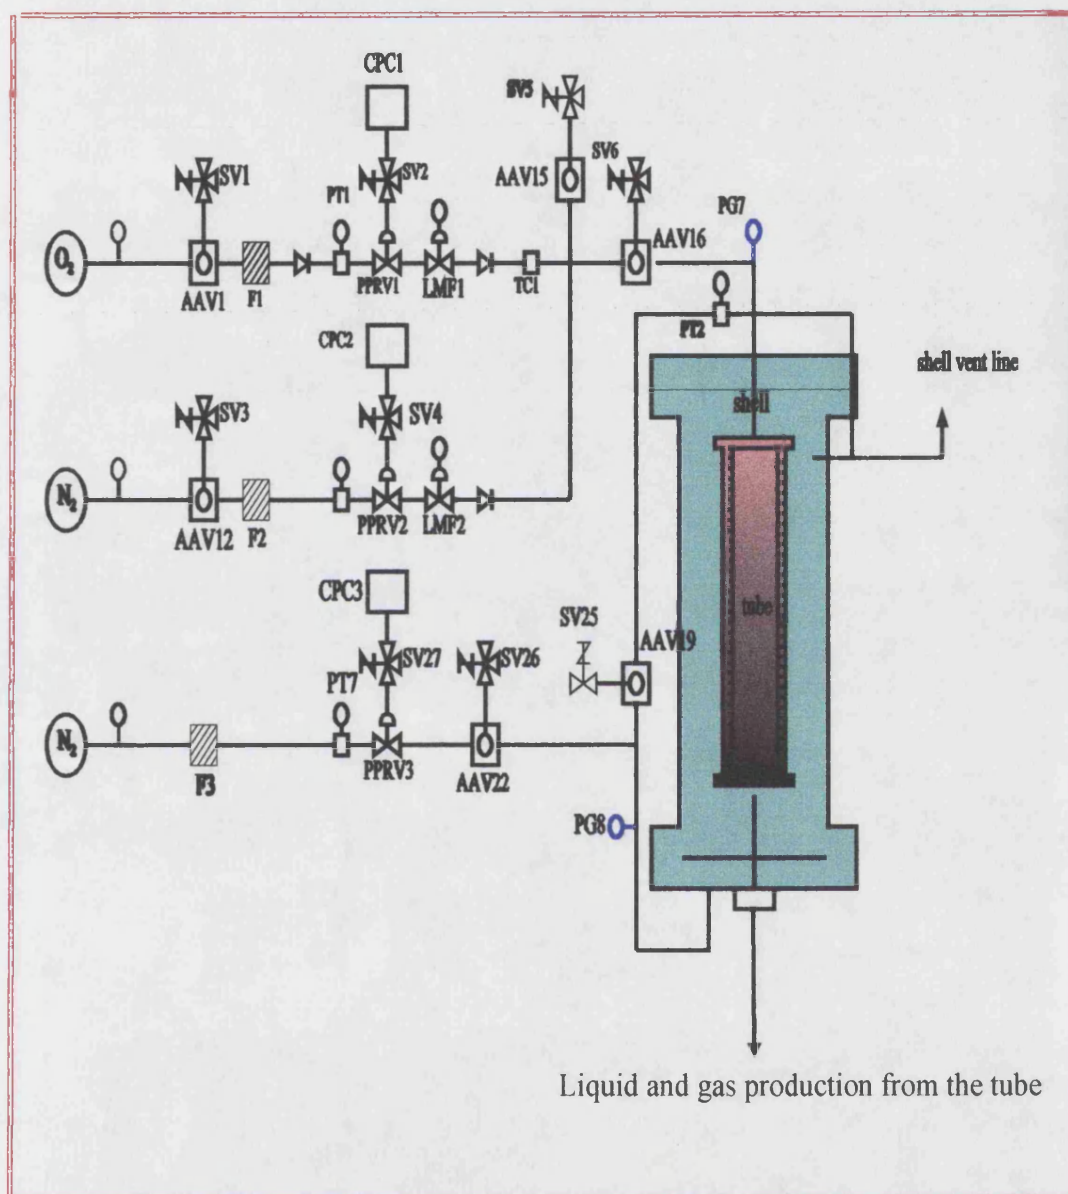 CPC1
SV5
SV1
SV2
AAV15
SV6
PT1
PG7
O2
AAV16
AAV1
F1
PPRV1
LMF1
TC1
CPC2
PT2
shell vent line
SV3
SV4
shell
N2
AAV12
F2
PPRV2
LMF2
CPC3
tube
SV25
AAV19
SV27
SV26
PT7
N2
F3
PPRV3
AAV22
PG8
Liquid and gas production from the tube